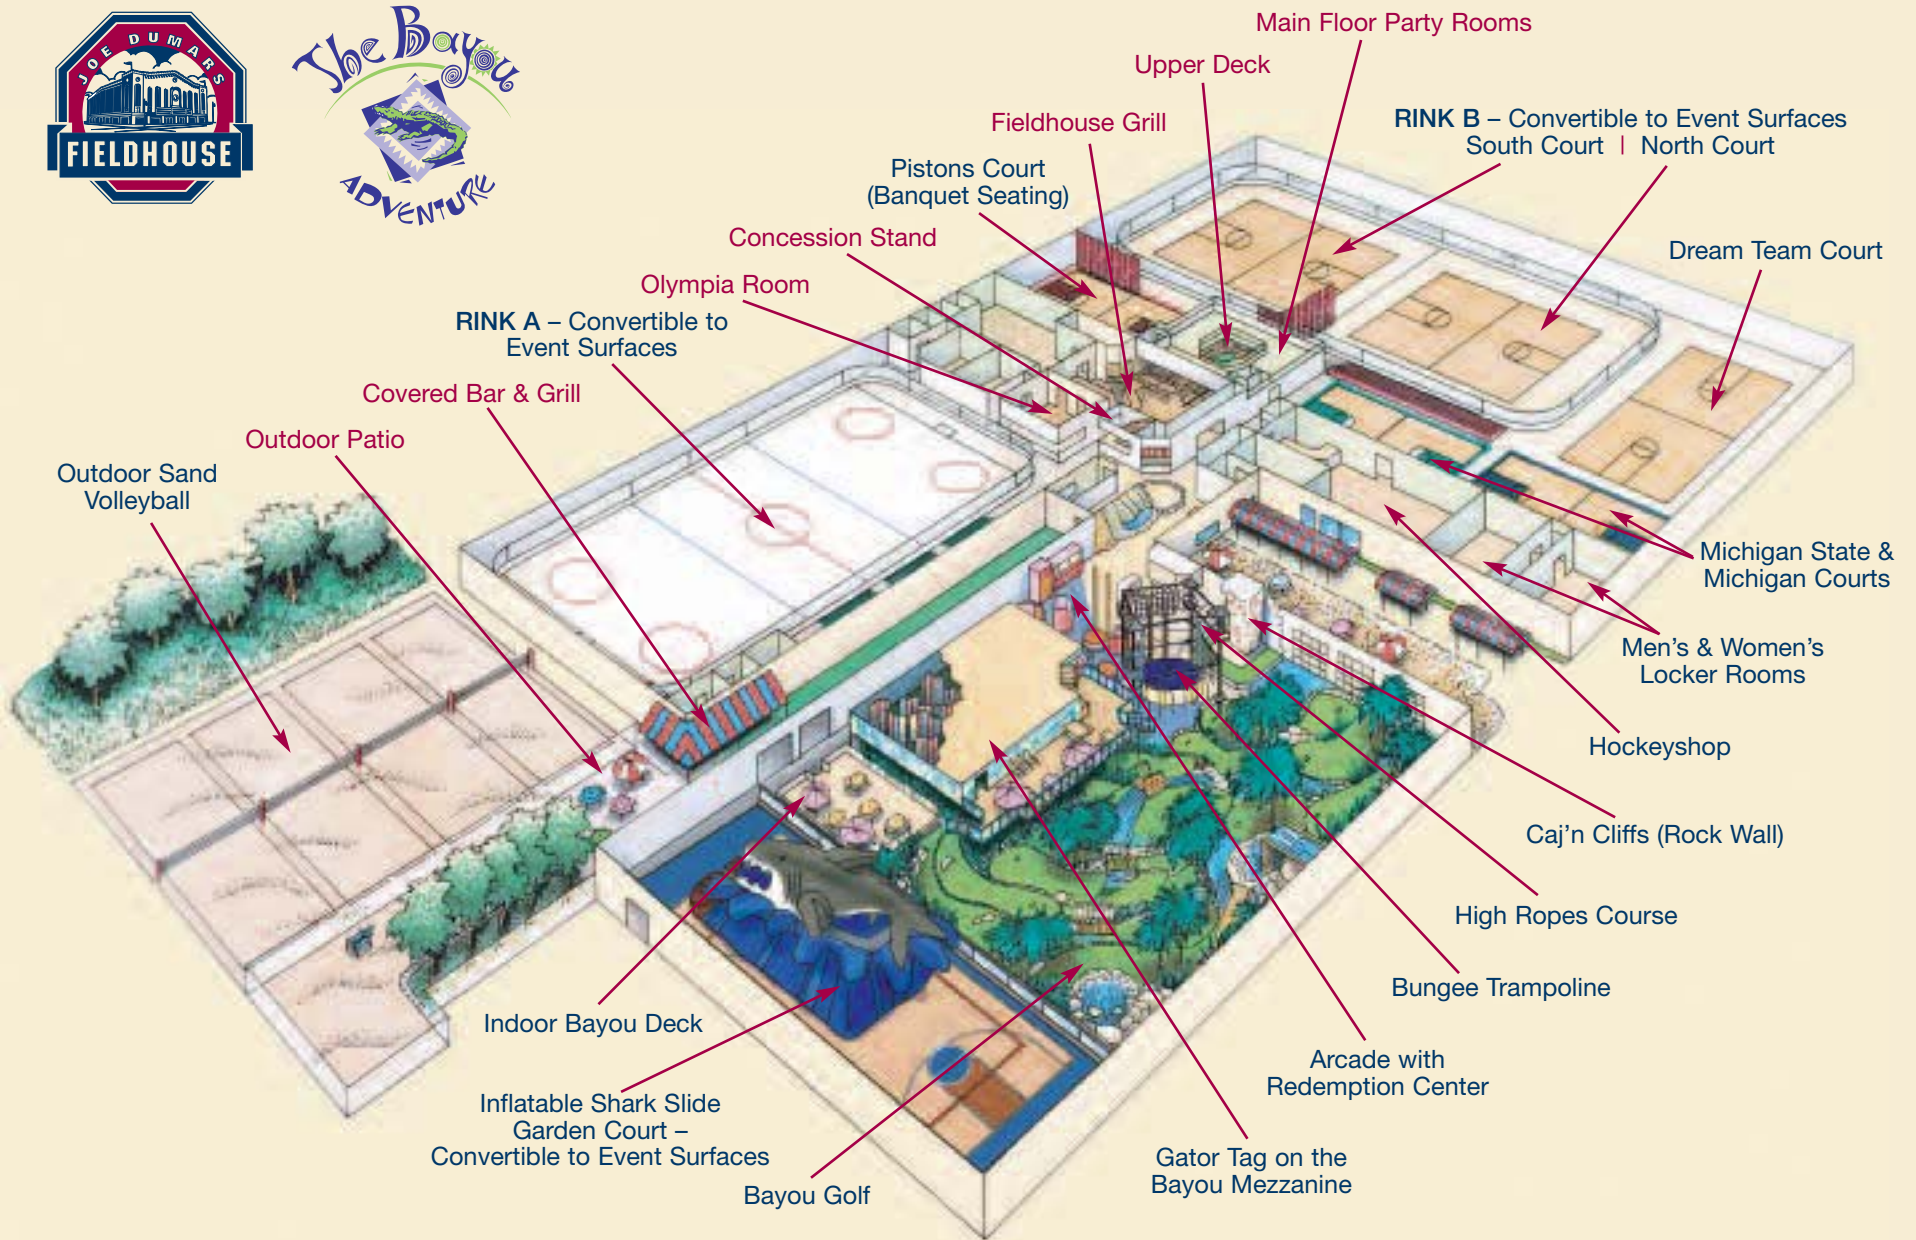 JOE DUMARS
FIELDHOUSE
The Bayou
ADVENTURE
Main Floor Party Rooms
Upper Deck
Fieldhouse Grill
RINK B – Convertible to Event Surfaces
South Court | North Court
Pistons Court
(Banquet Seating)
Concession Stand
Dream Team Court
Olympia Room
RINK A – Convertible to
Event Surfaces
Covered Bar & Grill
Outdoor Patio
Outdoor Sand
Volleyball
Michigan State &
Michigan Courts
Men's & Women's
Locker Rooms
Hockeyshop
Caj'n Cliffs (Rock Wall)
High Ropes Course
Bungee Trampoline
Indoor Bayou Deck
Arcade with
Redemption Center
Inflatable Shark Slide
Garden Court –
Convertible to Event Surfaces
Gator Tag on the
Bayou Mezzanine
Bayou Golf